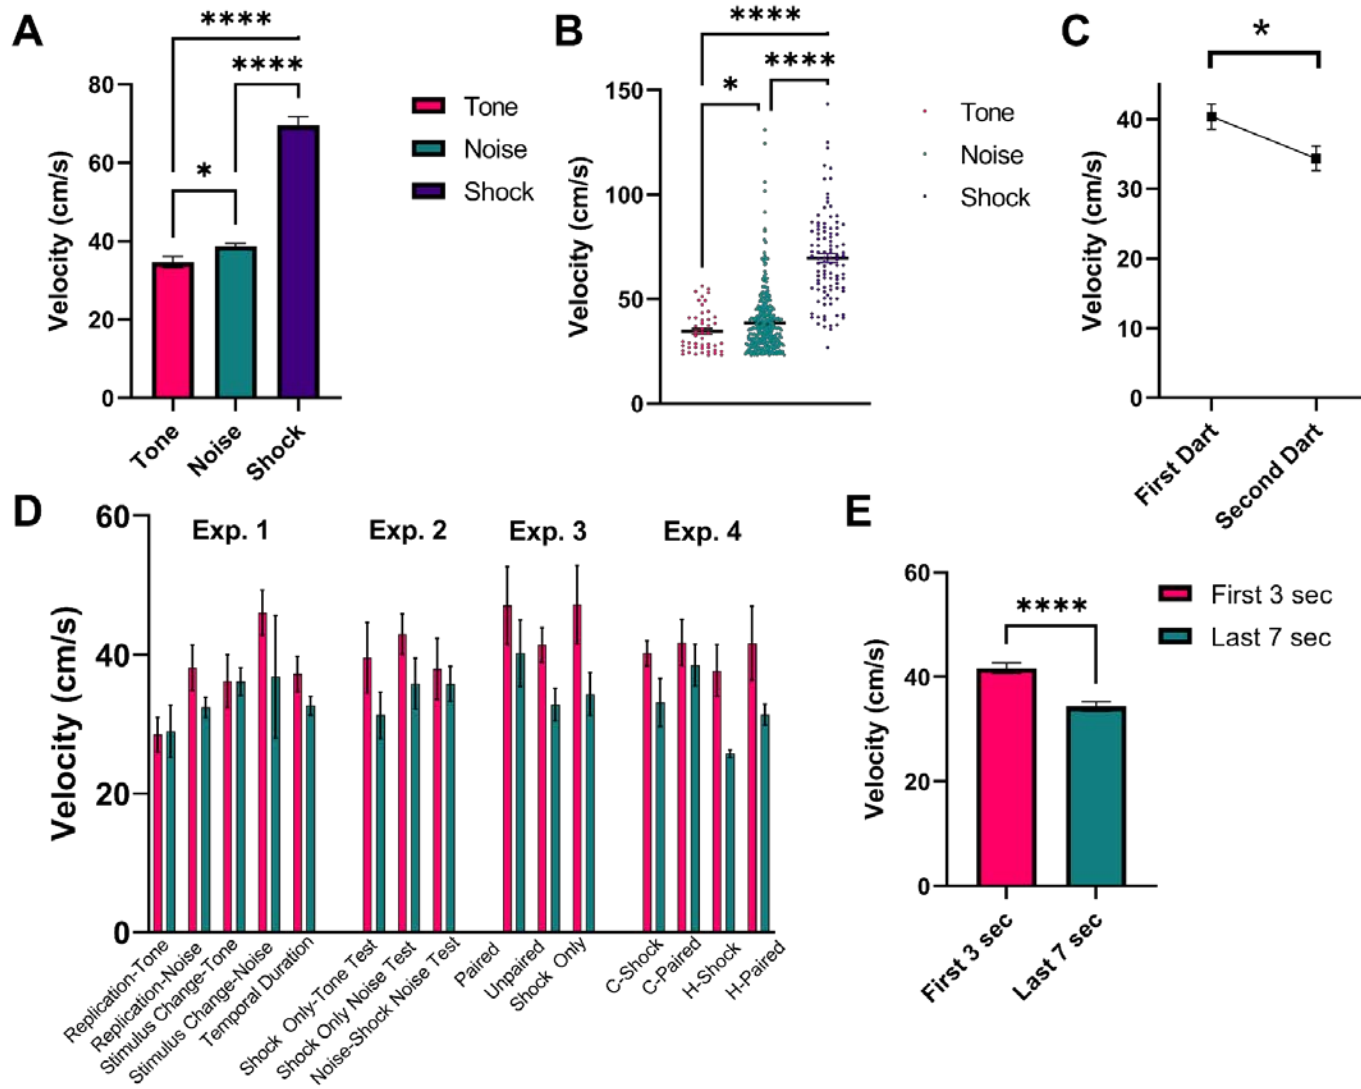 A
****
****
*
80
60
40
20
0
Velocity (cm/s)
Tone
Noise
Shock
Tone
Noise
Shock
B
****
****
*
150
100
50
0
Velocity (cm/s)
Tone
Noise
Shock
C
*
40
30
20
10
0
Velocity (cm/s)
First Dart
Second Dart
D
60
40
20
0
Velocity (cm/s)
Exp. 1
Exp. 2
Exp. 3
Exp. 4
Replication-Tone
Replication-Noise
Stimulus Change-Tone
Stimulus Change-Noise
Temporal Duration
Shock Only-Tone Test
Shock Only Noise Test
Noise-Shock Noise Test
Paired
Unpaired
Shock Only
C-Shock
C-Paired
H-Shock
H-Paired
E
60
40
20
0
Velocity (cm/s)
****
First 3 sec
Last 7 sec
First 3 sec
Last 7 sec